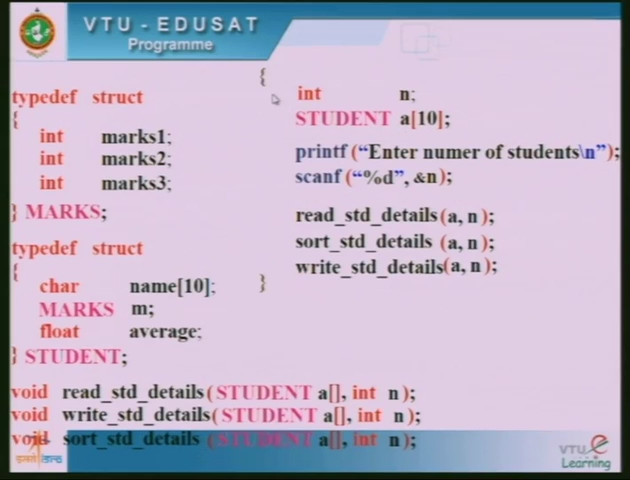 VTU - EDUSAT
Programme
typedef struct
{
int marks1;
int marks2;
int marks3;
} MARKS;
typedef struct
{
char name[10];
MARKS m;
float average;
} STUDENT;
void read_std_details(STUDENT a[], int n );
void write_std_details( STUDENT a[], int n );
void sort_std_details (STUDENT a[], int n );
{
int n;
STUDENT a[10];
printf (“Enter numer of students\n”);
scanf (“%d”, &n);
read_std_details(a, n);
sort_std_details (a, n);
write_std_details(a, n);
}
VTU e
Learning